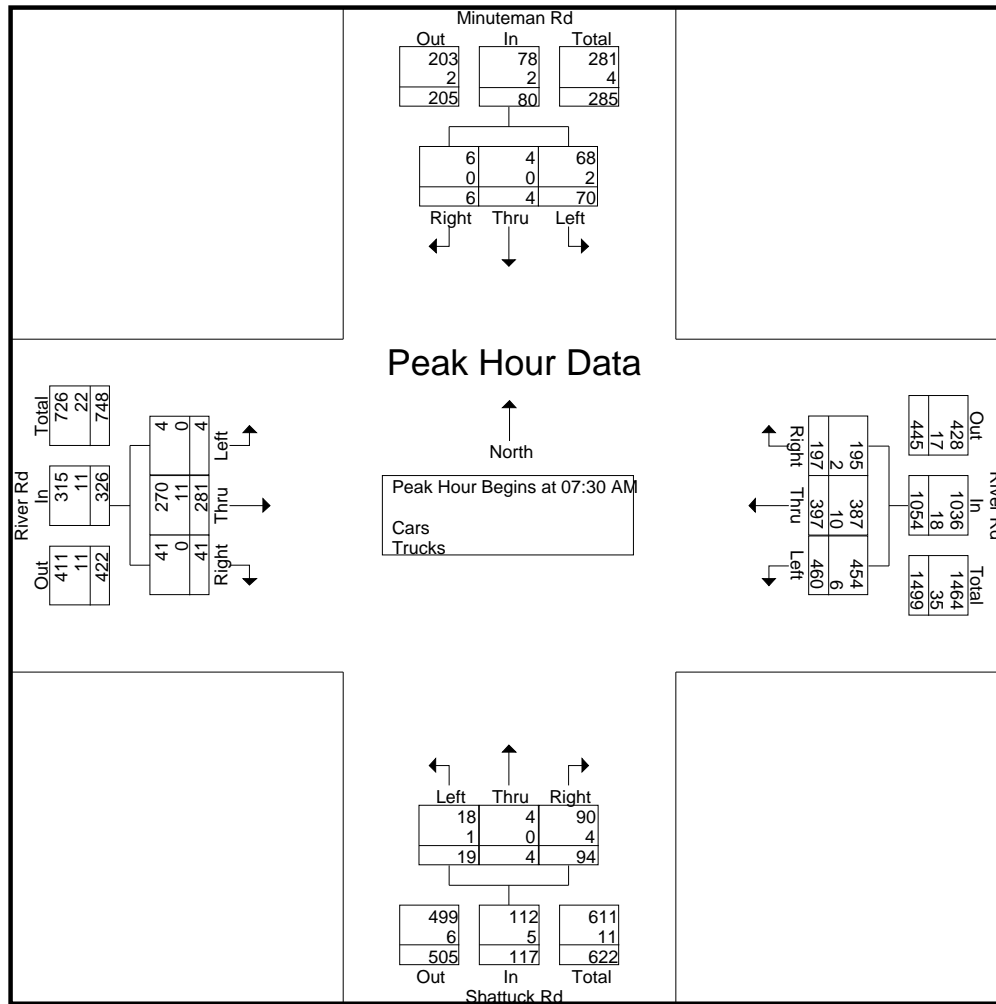 Minuteman Rd
Out In Total
203 78 281
2 2 4
205 80 285
6 4 68
0 0 2
6 4 70
Right Thru Left
Peak Hour Data
North
Peak Hour Begins at 07:30 AM
Cars
Trucks
River Rd
Out In Total
411 315 726
11 11 22
422 326 748
Right Thru Left
41 270 4
0 11 0
41 281 4
River Rd
Out In Total
428 1036 1464
17 18 35
445 1054 1499
195 387 454
2 10 6
197 397 460
Right Thru Left
Left Thru Right
18 4 90
1 0 4
19 4 94
499 112 611
6 5 11
505 117 622
Out In Total
Shattuck Rd